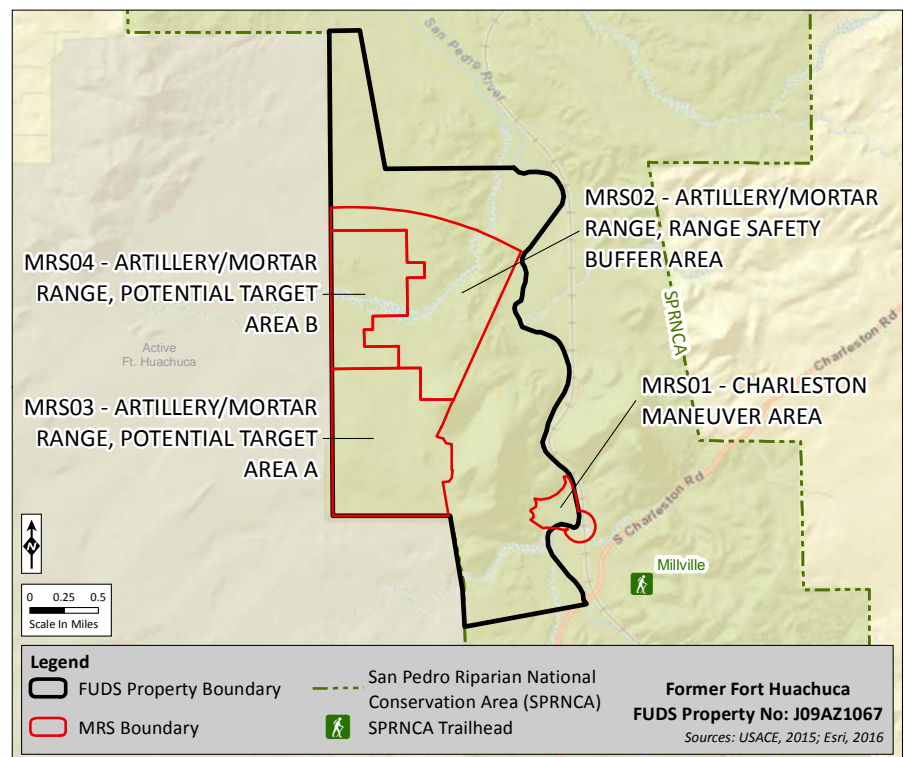 San Pedro River
MRS02 - ARTILLERY/MORTAR
RANGE, RANGE SAFETY
BUFFER AREA
MRS04 - ARTILLERY/MORTAR
RANGE, POTENTIAL TARGET
AREA B
SPRNCA
Charleston Rd
Active
Ft. Huachuca
MRS01 - CHARLESTON
MANEUVER AREA
MRS03 - ARTILLERY/MORTAR
RANGE, POTENTIAL TARGET
AREA A
S Charleston Rd
N
Millville
0 0.25 0.5
Scale In Miles
Legend
FUDS Property Boundary
MRS Boundary
San Pedro Riparian National
Conservation Area (SPRNCA)
SPRNCA Trailhead
Former Fort Huachuca
FUDS Property No: J09AZ1067
Sources: USACE, 2015; Esri, 2016